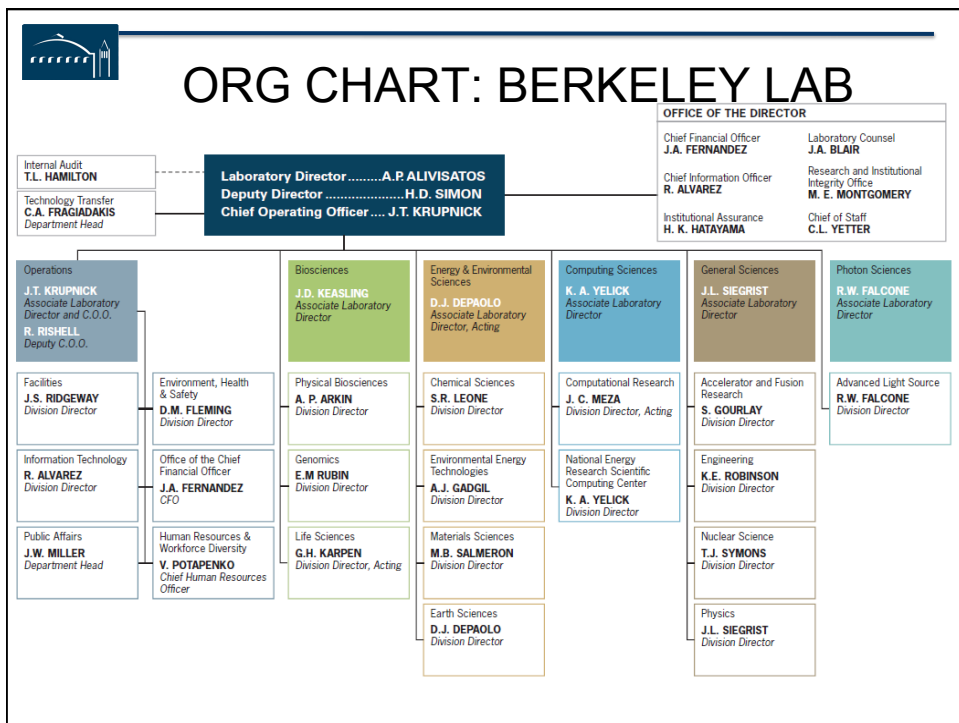 ORG CHART: BERKELEY LAB
OFFICE OF THE DIRECTOR
Chief Financial Officer
J.A. FERNANDEZ
Laboratory Counsel
J.A. BLAIR
Chief Information Officer
R. ALVAREZ
Research and Institutional
Integrity Office
M. E. MONTGOMERY
Institutional Assurance
H. K. HATAYAMA
Chief of Staff
C.L. YETTER
Internal Audit
T.L. HAMILTON
Technology Transfer
C.A. FRAGIADAKIS
Department Head
Laboratory Director.........A.P. ALIVISATOS
Deputy Director .....................H.D. SIMON
Chief Operating Officer .... J.T. KRUPNICK
Operations
J.T. KRUPNICK
Associate Laboratory
Director and C.O.O.
R. RISHELL
Deputy C.O.O.
Biosciences
J.D. KEASLING
Associate Laboratory
Director
Energy & Environmental
Sciences
D.J. DEPAOLO
Associate Laboratory
Director, Acting
Computing Sciences
K. A. YELICK
Associate Laboratory
Director
General Sciences
J.L. SIEGRIST
Associate Laboratory
Director
Photon Sciences
R.W. FALCONE
Associate Laboratory
Director
Facilities
J.S. RIDGEWAY
Division Director
Environment, Health
& Safety
D.M. FLEMING
Division Director
Physical Biosciences
A. P. ARKIN
Division Director
Chemical Sciences
S.R. LEONE
Division Director
Computational Research
J. C. MEZA
Division Director, Acting
Accelerator and Fusion
Research
S. GOURLAY
Division Director
Advanced Light Source
R.W. FALCONE
Division Director
Information Technology
R. ALVAREZ
Division Director
Office of the Chief
Financial Officer
J.A. FERNANDEZ
CFO
Genomics
E.M RUBIN
Division Director
Environmental Energy
Technologies
A.J. GADGIL
Division Director
National Energy
Research Scientific
Computing Center
K. A. YELICK
Division Director
Engineering
K.E. ROBINSON
Division Director
Public Affairs
J.W. MILLER
Department Head
Human Resources &
Workforce Diversity
V. POTAPENKO
Chief Human Resources
Officer
Life Sciences
G.H. KARPEN
Division Director, Acting
Materials Sciences
M.B. SALMERON
Division Director
Nuclear Science
T.J. SYMONS
Division Director
Earth Sciences
D.J. DEPAOLO
Division Director
Physics
J.L. SIEGRIST
Division Director